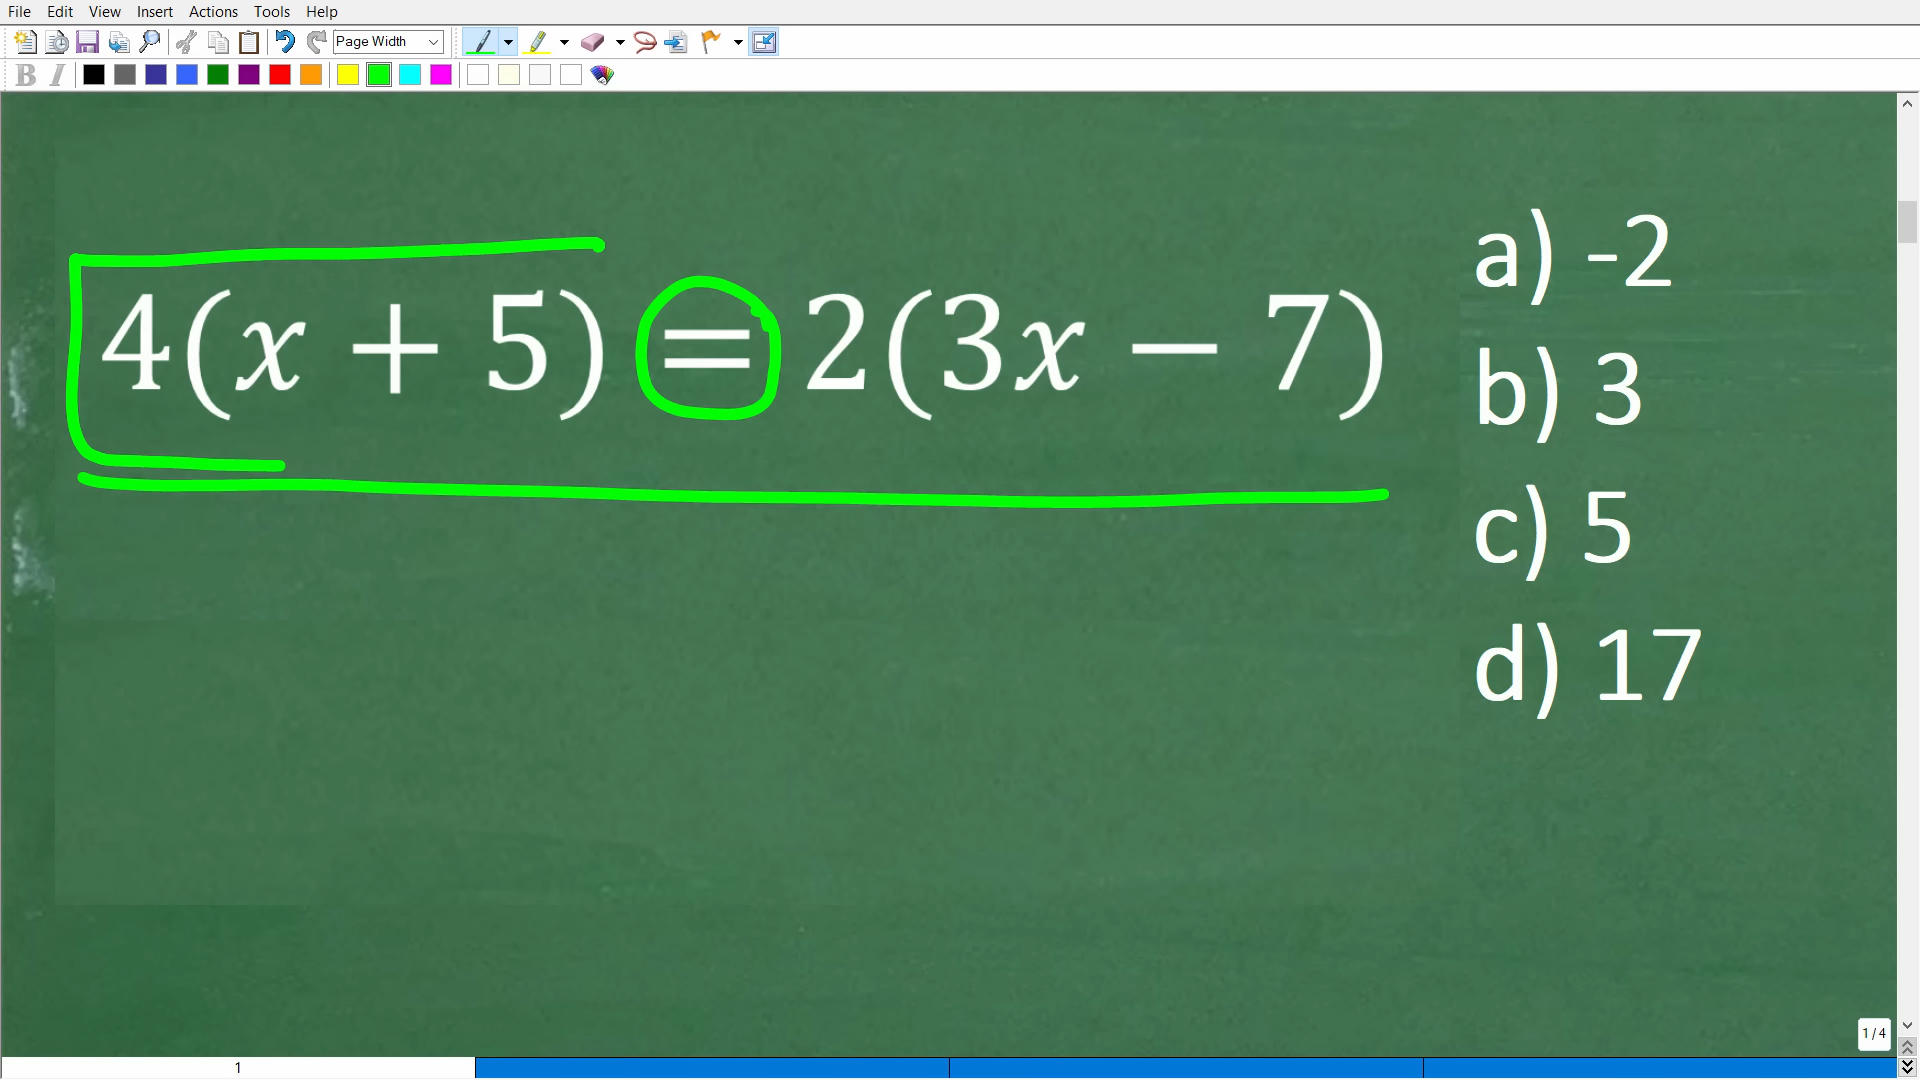 File Edit View Insert Actions Tools Help
Page Width
B I
4(x + 5) = 2(3x − 7)
a) -2
b) 3
c) 5
d) 17
1 / 4
1